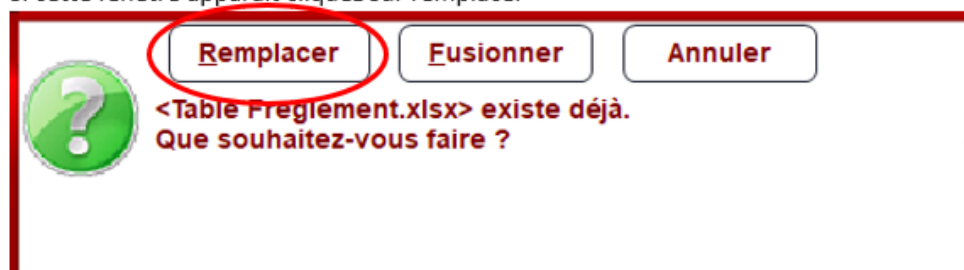 Remplacer Fusionner Annuler
<Table Freglement.xlsx> existe déjà.
Que souhaitez-vous faire ?